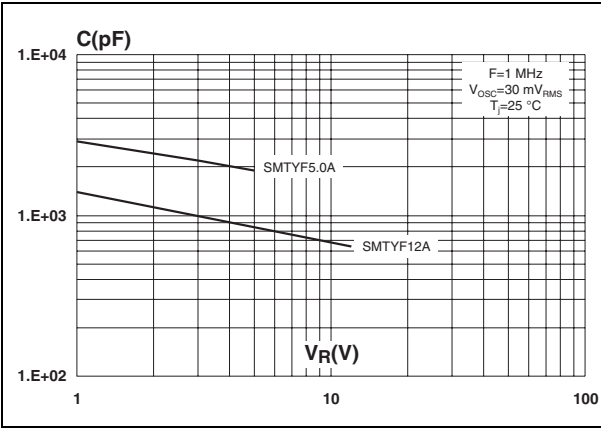 C(pF)
1.E+04
F=1 MHz
VOSC=30 mVRMS
Tj=25 °C
SMTYF5.0A
1.E+03
SMTYF12A
VR(V)
1.E+02
1 10 100